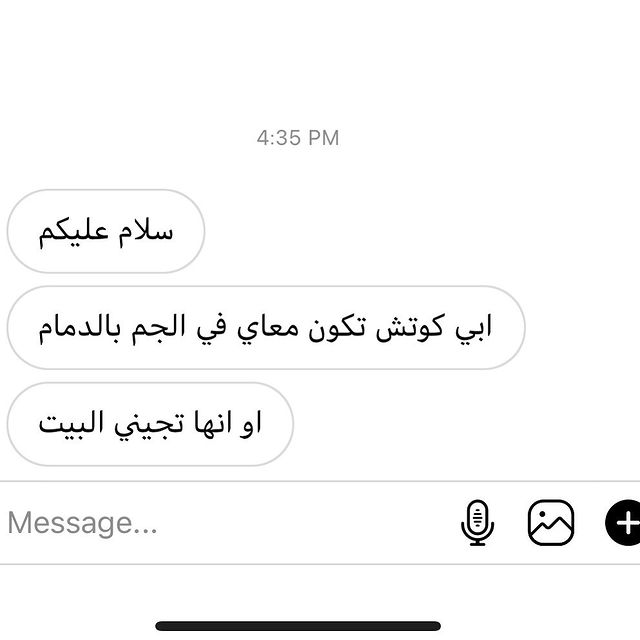 4:35 PM
سلام عليكم
ابي كوتش تكون معاي في الجم بالدمام
او انها تجيني البيت
Message...